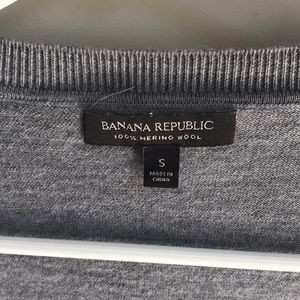 BANANA REPUBLIC
100% MERINO WOOL
S
MADE IN
CHINA